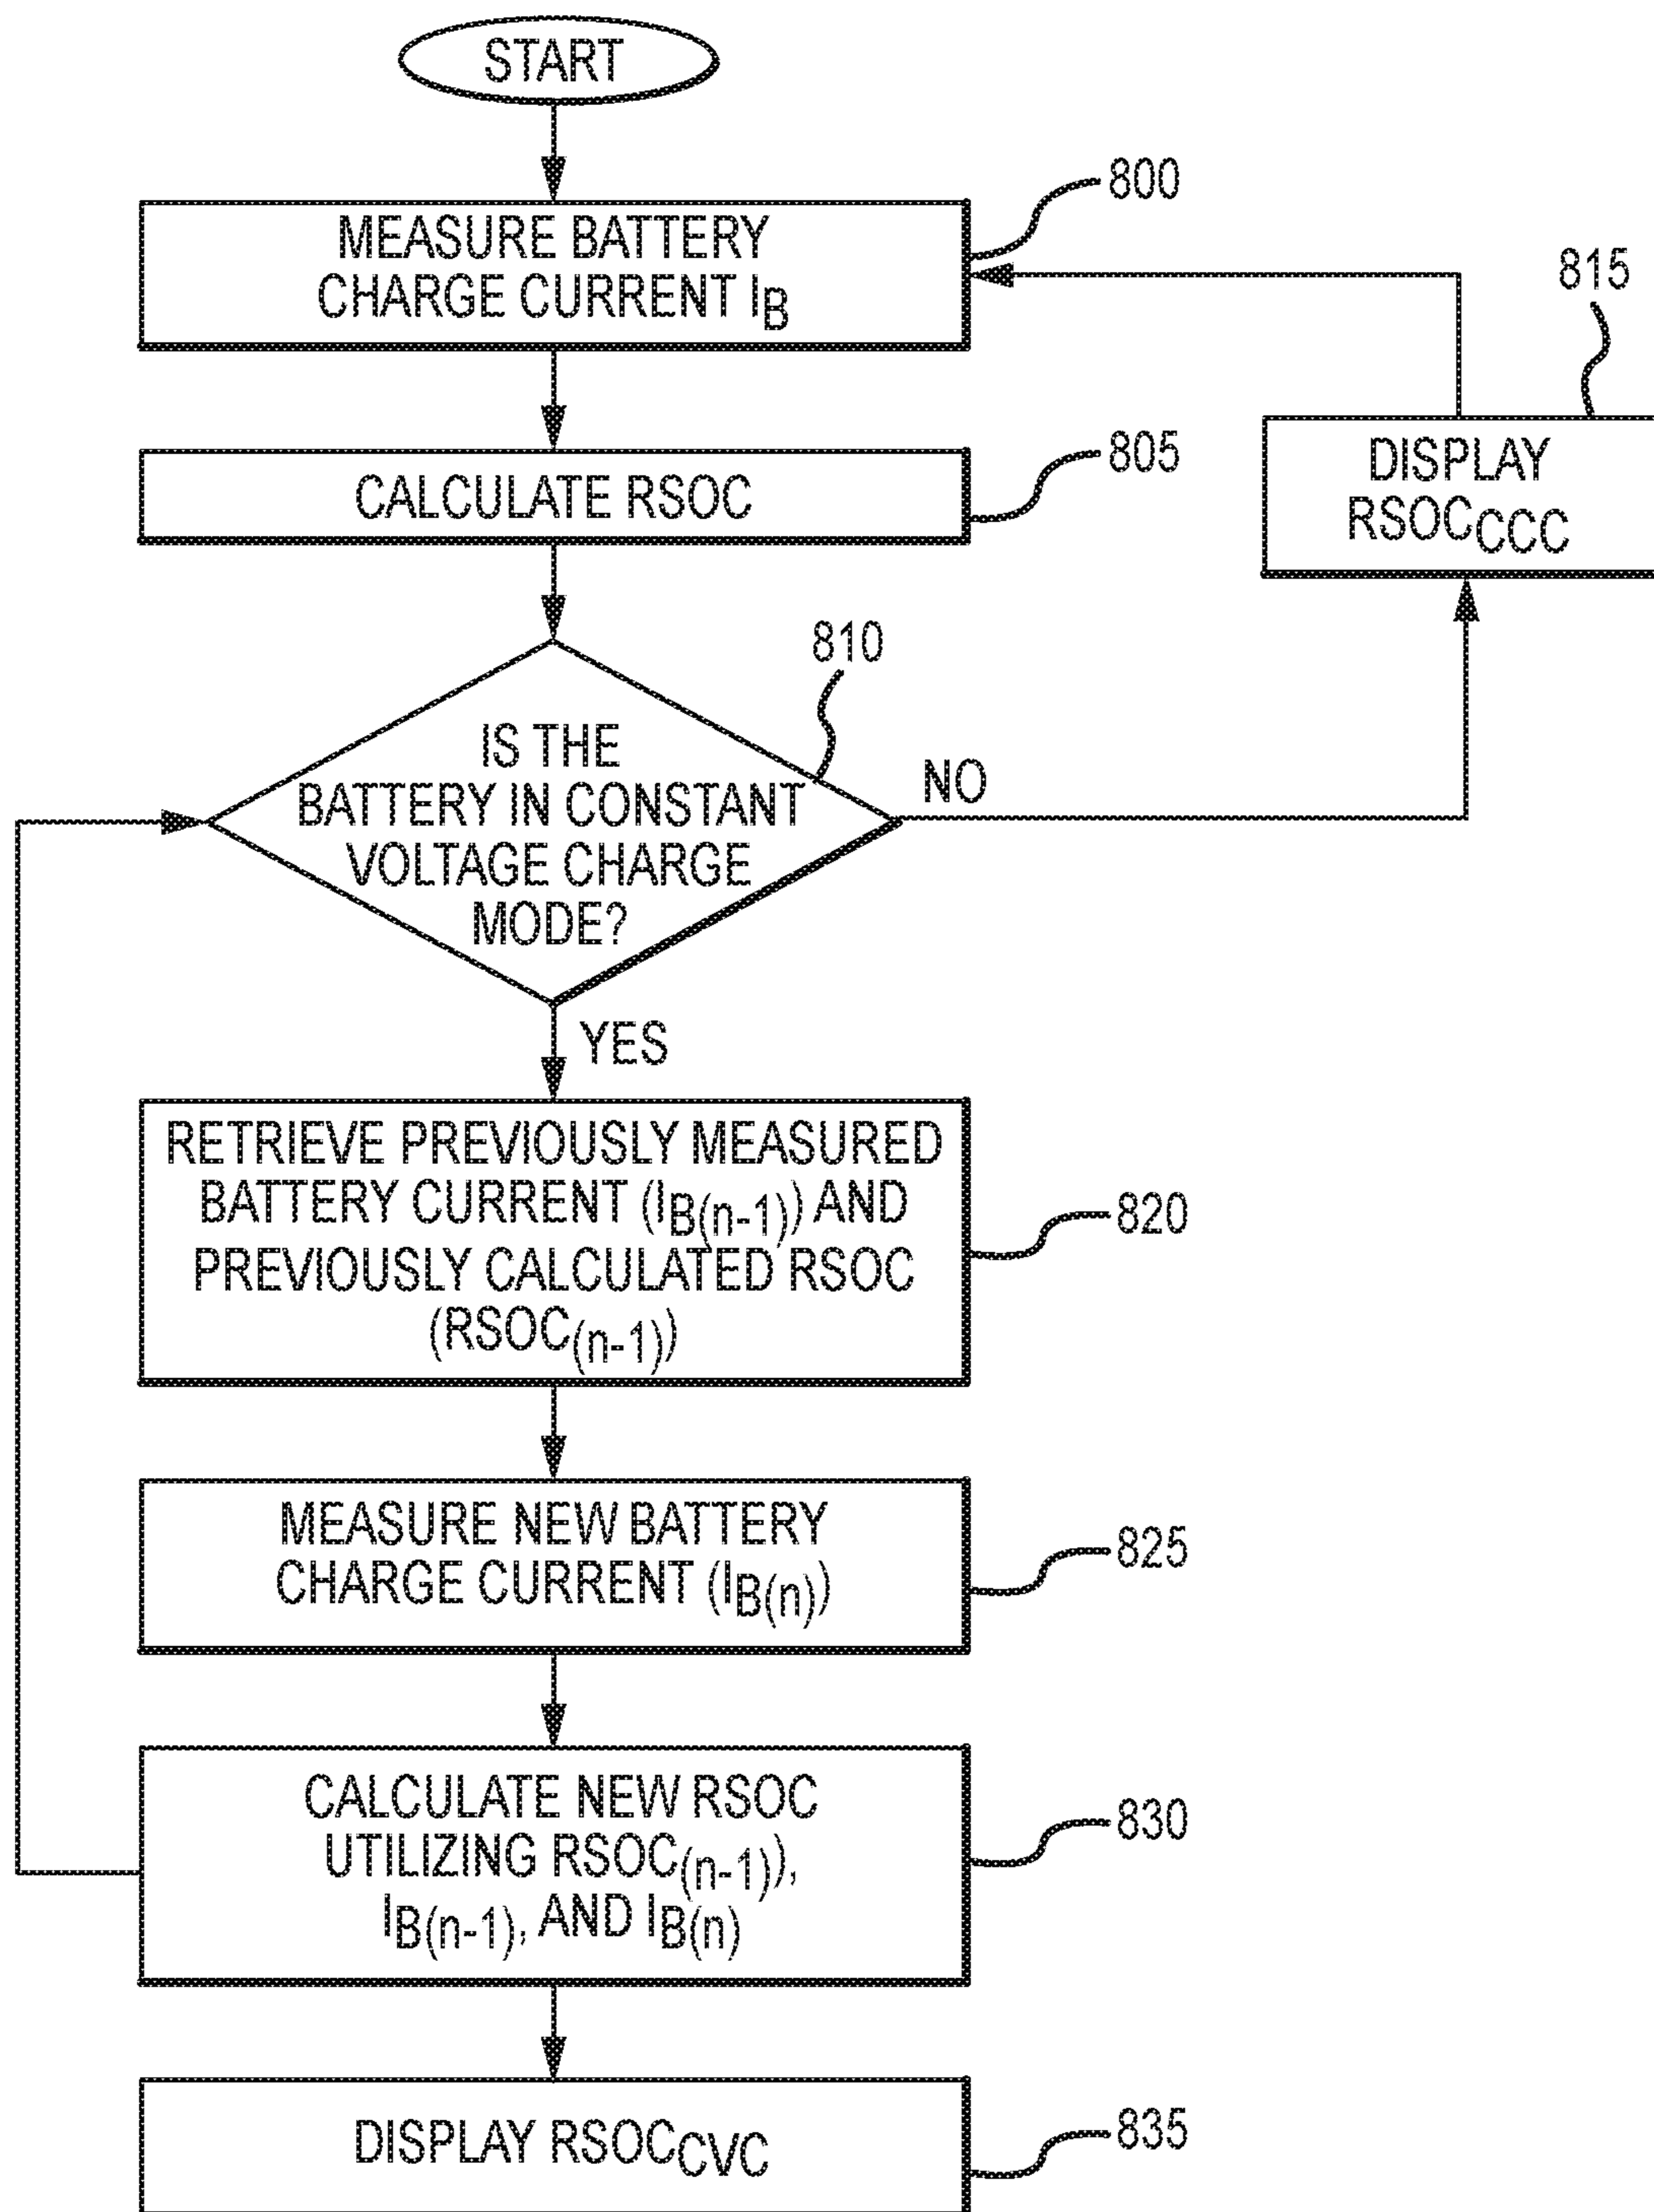 START
800
MEASURE BATTERY
CHARGE CURRENT IB
815
805
CALCULATE RSOC
DISPLAY
RSOCCCC
810
IS THE
BATTERY IN CONSTANT
VOLTAGE CHARGE
MODE?
NO
YES
RETRIEVE PREVIOUSLY MEASURED
BATTERY CURRENT (IB(n-1)) AND
PREVIOUSLY CALCULATED RSOC
(RSOC(n-1))
820
MEASURE NEW BATTERY
CHARGE CURRENT (IB(n))
825
CALCULATE NEW RSOC
UTILIZING RSOC(n-1)),
IB(n-1), AND IB(n)
830
DISPLAY RSOCCVC
835